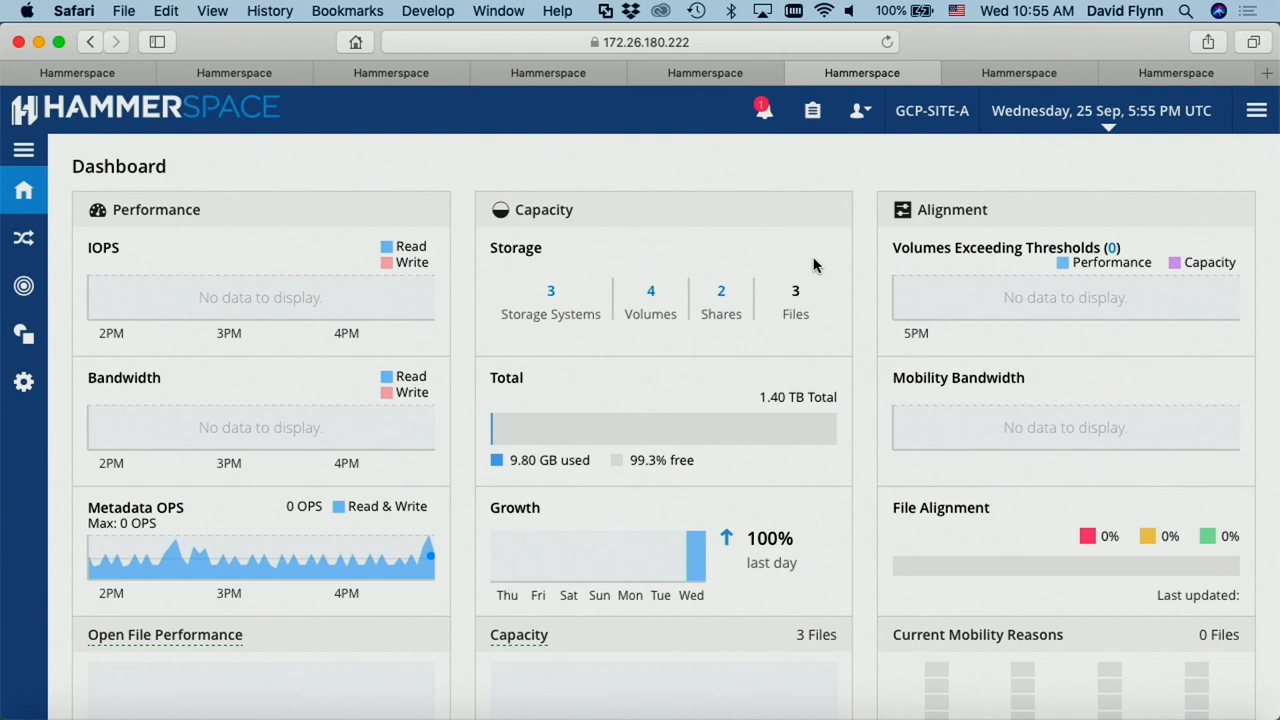 Safari File Edit View History Bookmarks Develop Window Help 100% Wed 10:55 AM David Flynn
172.26.180.222
Hammerspace Hammerspace Hammerspace Hammerspace Hammerspace Hammerspace Hammerspace Hammerspace
HAMMERSPACE 1 GCP-SITE-A Wednesday, 25 Sep, 5:55 PM UTC
Dashboard
Performance
IOPS
Read
Write
No data to display.
2PM 3PM 4PM
Bandwidth
Read
Write
No data to display.
2PM 3PM 4PM
Metadata OPS 0 OPS Read & Write
Max: 0 OPS
2PM 3PM 4PM
Open File Performance
Capacity
Storage
3 4 2 3
Storage Systems Volumes Shares Files
Total
1.40 TB Total
9.80 GB used 99.3% free
Growth
100%
last day
Thu Fri Sat Sun Mon Tue Wed
Capacity 3 Files
Alignment
Volumes Exceeding Thresholds (0)
Performance Capacity
No data to display.
5PM
Mobility Bandwidth
No data to display.
File Alignment
0% 0% 0%
Last updated:
Current Mobility Reasons 0 Files